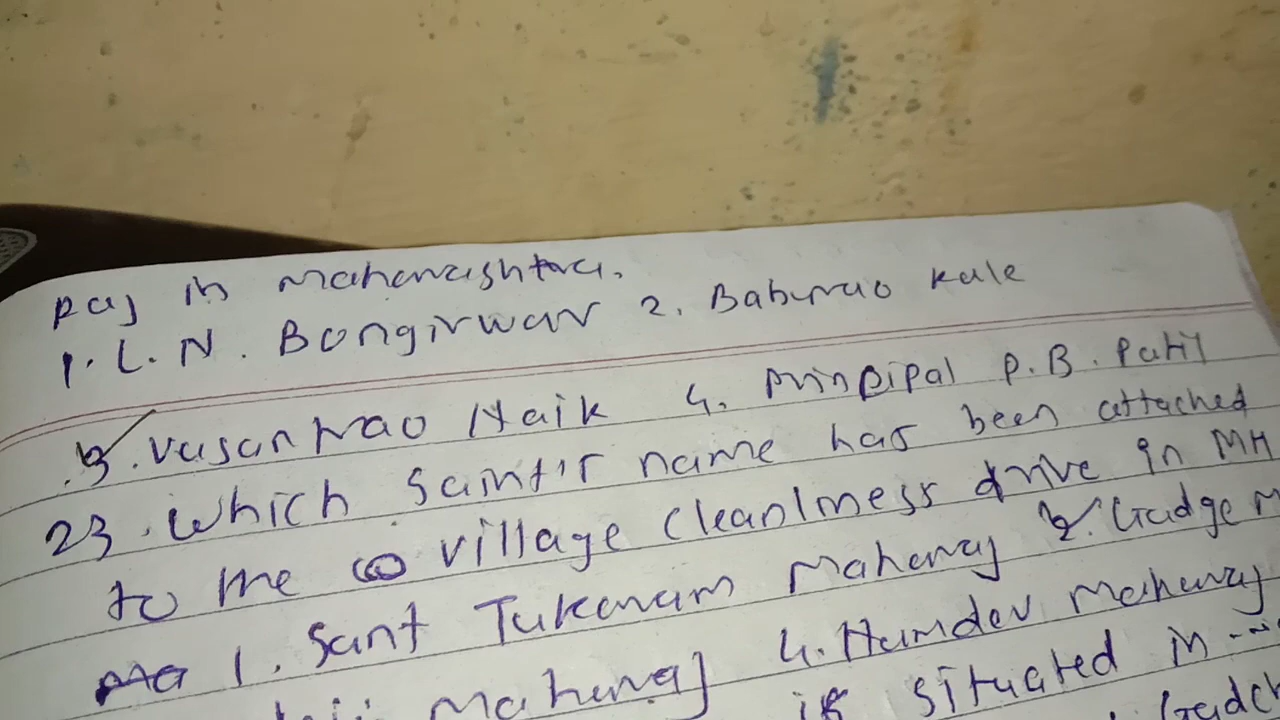 Raj in Maharashtra.
1. L. N. Bongirwar 2. Baburao Kale
3. Vasantrao Naik 4. Principal P. B. Patil
23. Which Saint's name has been attached
to the village Cleanlness drive in MH
1. Sant Tukaram Maharaj 2. Gadge M
Maharaj 4. Namdev Maharaj
is situated in